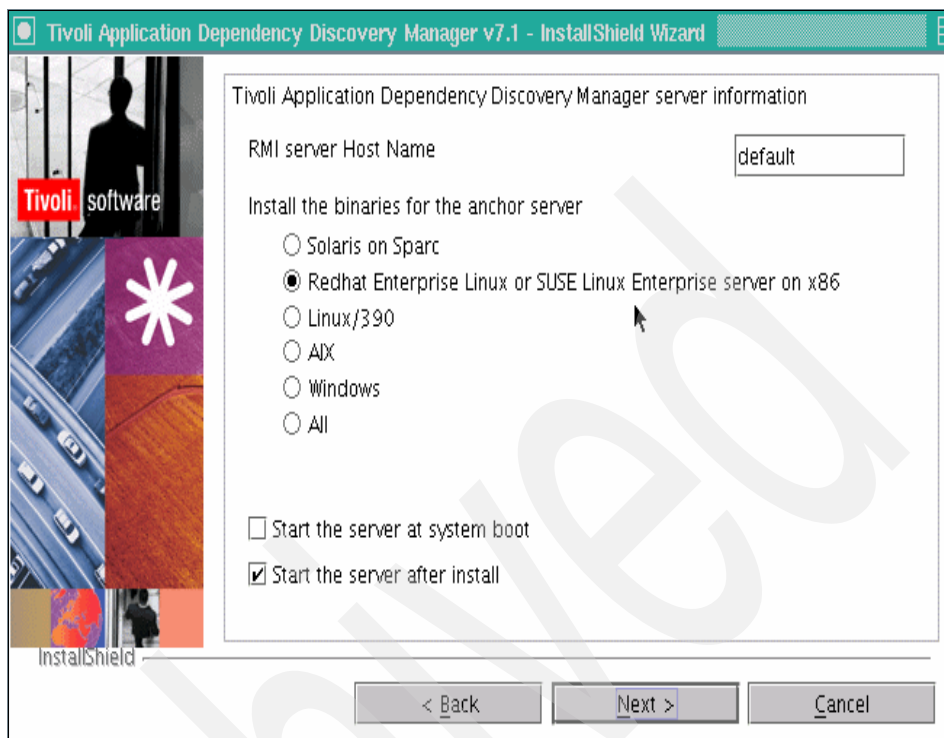 Tivoli Application Dependency Discovery Manager v7.1 - InstallShield Wizard
Tivoli software
Tivoli Application Dependency Discovery Manager server information
RMI server Host Name
default
Install the binaries for the anchor server
Solaris on Sparc
Redhat Enterprise Linux or SUSE Linux Enterprise server on x86
Linux/390
AIX
Windows
All
Start the server at system boot
Start the server after install
InstallShield
< Back
Next >
Cancel